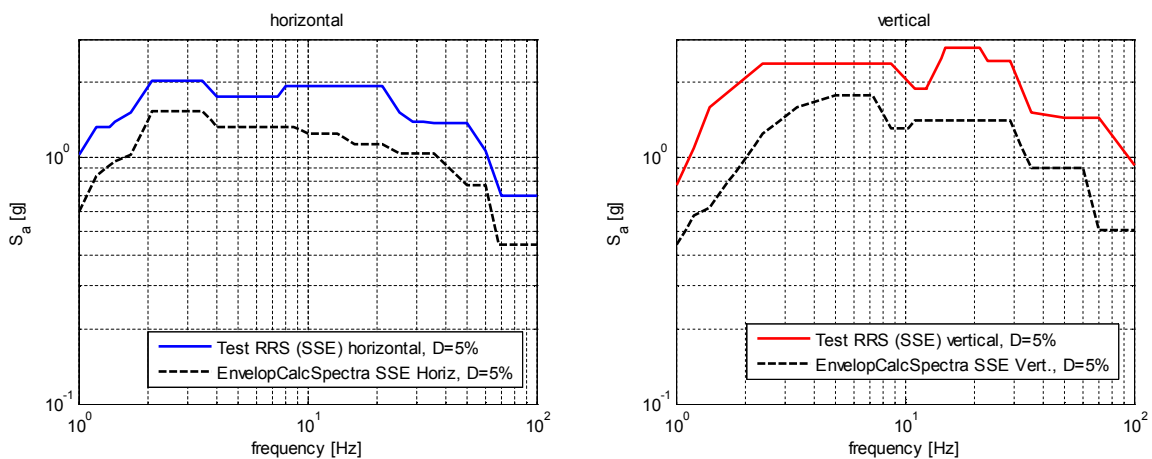 horizontal
S_a [g]
10^0
10^-1
10^0
10^1
10^2
frequency [Hz]
Test RRS (SSE) horizontal, D=5%
EnvelopCalcSpectra SSE Horiz, D=5%
vertical
S_a [g]
10^0
10^-1
10^0
10^1
10^2
frequency [Hz]
Test RRS (SSE) vertical, D=5%
EnvelopCalcSpectra SSE Vert., D=5%